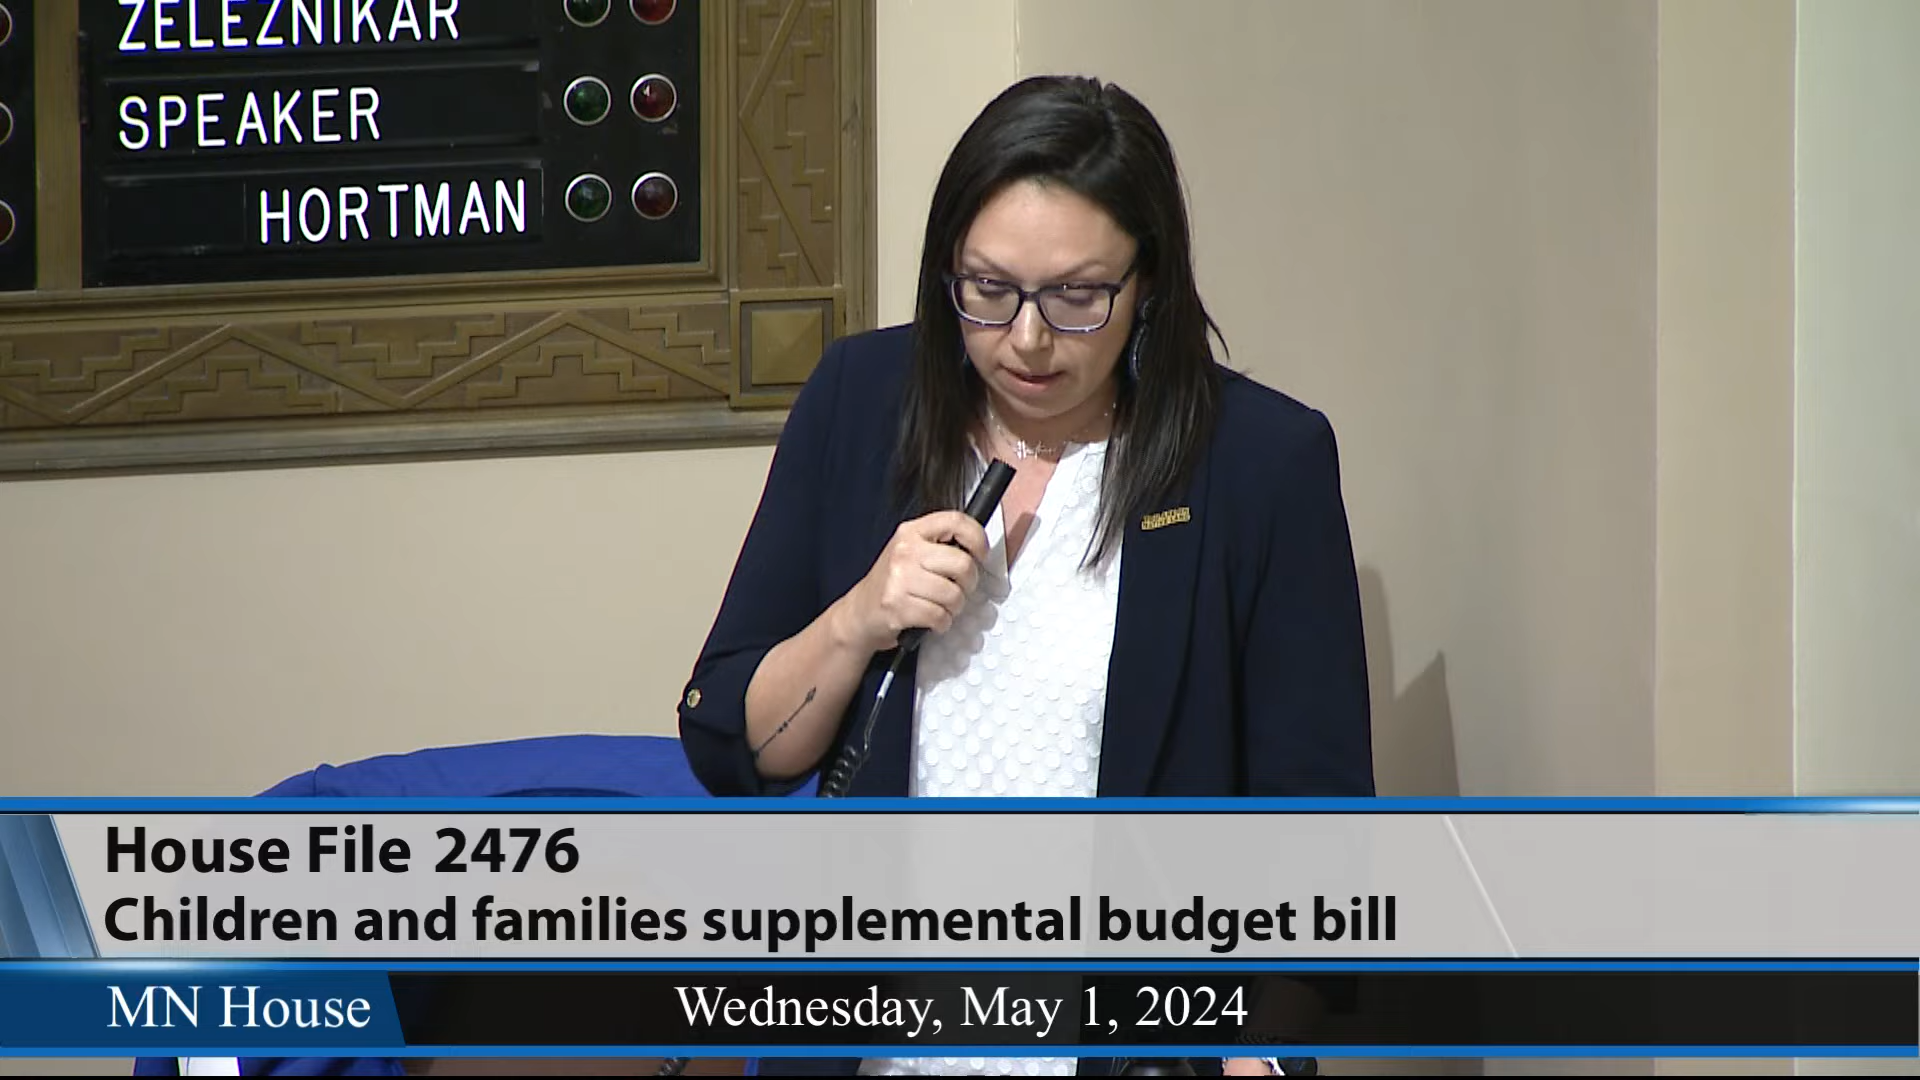 ZELEZNIKAR
SPEAKER
HORTMAN
House File 2476
Children and families supplemental budget bill
MN House
Wednesday, May 1, 2024